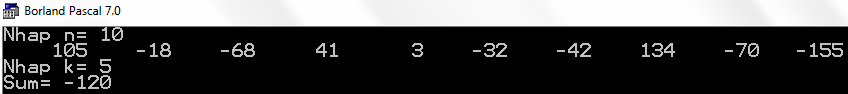 Borland Pascal 7.0
Nhap n= 10
105 -18 -68 41 3 -32 -42 134 -70 -155
Nhap k= 5
Sum= -120